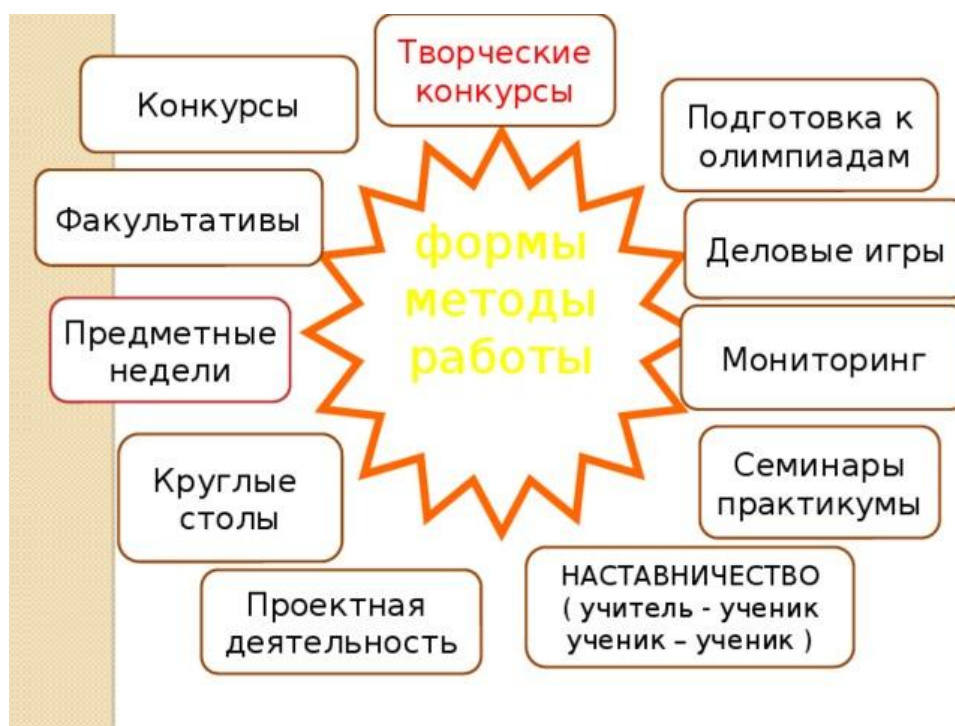 Творческие
конкурсы
Конкурсы
Подготовка к
олимпиадам
Факультативы
формы
методы
работы
Деловые игры
Предметные
недели
Мониторинг
Круглые
столы
Семинары
практикумы
Проектная
деятельность
НАСТАВНИЧЕСТВО
( учитель - ученик
ученик – ученик )